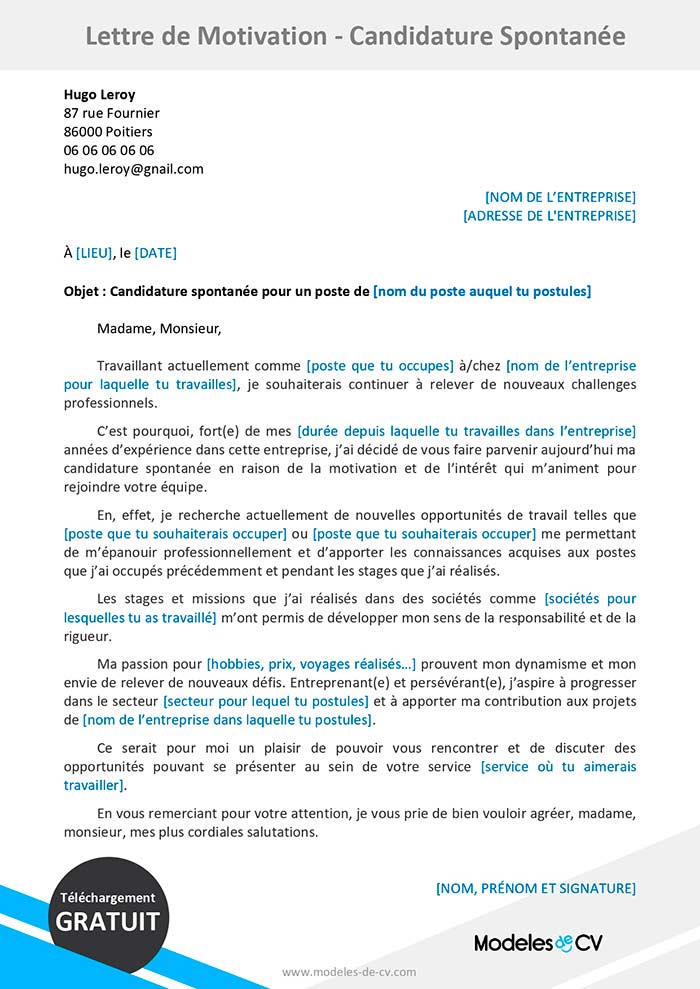 Lettre de Motivation - Candidature Spontanée
Hugo Leroy
87 rue Fournier
86000 Poitiers
06 06 06 06 06
hugo.leroy@gnail.com
[NOM DE L’ENTREPRISE]
[ADRESSE DE L'ENTREPRISE]
À [LIEU], le [DATE]
Objet : Candidature spontanée pour un poste de [nom du poste auquel tu postules]
Madame, Monsieur,
Travaillant actuellement comme [poste que tu occupes] à/chez [nom de l’entreprise
pour laquelle tu travailles], je souhaiterais continuer à relever de nouveaux challenges
professionnels.
C’est pourquoi, fort(e) de mes [durée depuis laquelle tu travailles dans l’entreprise]
années d’expérience dans cette entreprise, j’ai décidé de vous faire parvenir aujourd’hui ma
candidature spontanée en raison de la motivation et de l’intérêt qui m’animent pour
rejoindre votre équipe.
En, effet, je recherche actuellement de nouvelles opportunités de travail telles que
[poste que tu souhaiterais occuper] ou [poste que tu souhaiterais occuper] me permettant
de m’épanouir professionnellement et d’apporter les connaissances acquises aux postes
que j’ai occupés précédemment et pendant les stages que j’ai réalisés.
Les stages et missions que j’ai réalisés dans des sociétés comme [sociétés pour
lesquelles tu as travaillé] m’ont permis de développer mon sens de la responsabilité et de la
rigueur.
Ma passion pour [hobbies, prix, voyages réalisés…] prouvent mon dynamisme et mon
envie de relever de nouveaux défis. Entreprenant(e) et persévérant(e), j’aspire à progresser
dans le secteur [secteur pour lequel tu postules] et à apporter ma contribution aux projets
de [nom de l’entreprise dans laquelle tu postules].
Ce serait pour moi un plaisir de pouvoir vous rencontrer et de discuter des
opportunités pouvant se présenter au sein de votre service [service où tu aimerais
travailler].
En vous remerciant pour votre attention, je vous prie de bien vouloir agréer, madame,
monsieur, mes plus cordiales salutations.
[NOM, PRÉNOM ET SIGNATURE]
Téléchargement
GRATUIT
Modeles de CV
www.modeles-de-cv.com